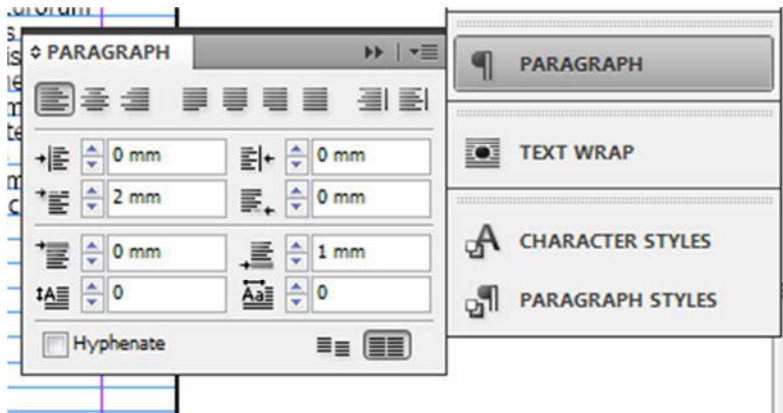 PARAGRAPH
0 mm
0 mm
2 mm
0 mm
0 mm
1 mm
0
0
Hyphenate
PARAGRAPH
TEXT WRAP
CHARACTER STYLES
PARAGRAPH STYLES